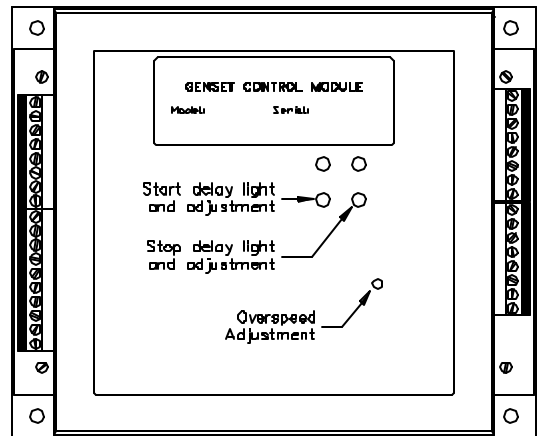 GENSET CONTROL MODULE
Model: Serial:
Start delay light
and adjustment
Stop delay light
and adjustment
Overspeed
Adjustment